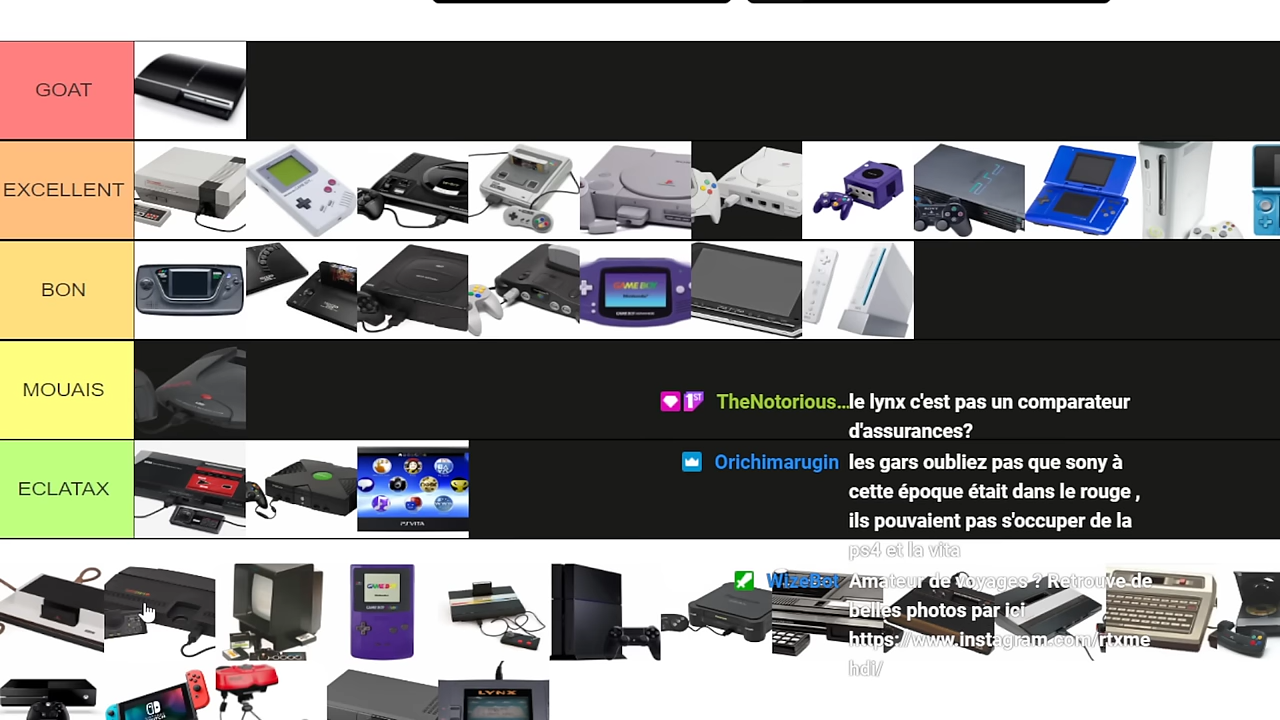 GOAT
EXCELLENT
BON
GAME BOY
Nintendo
MOUAIS
TheNotorious... le lynx c'est pas un comparateur
d'assurances?
ECLATAX
PS VITA
Orichimarugin les gars oubliez pas que sony à
cette époque était dans le rouge ,
ils pouvaient pas s'occuper de la
ps4 et la vita
WizeBot Amateur de voyages ? Retrouve de
belles photos par ici
https://www.instagram.com/rtxme
hdi/
LYNX